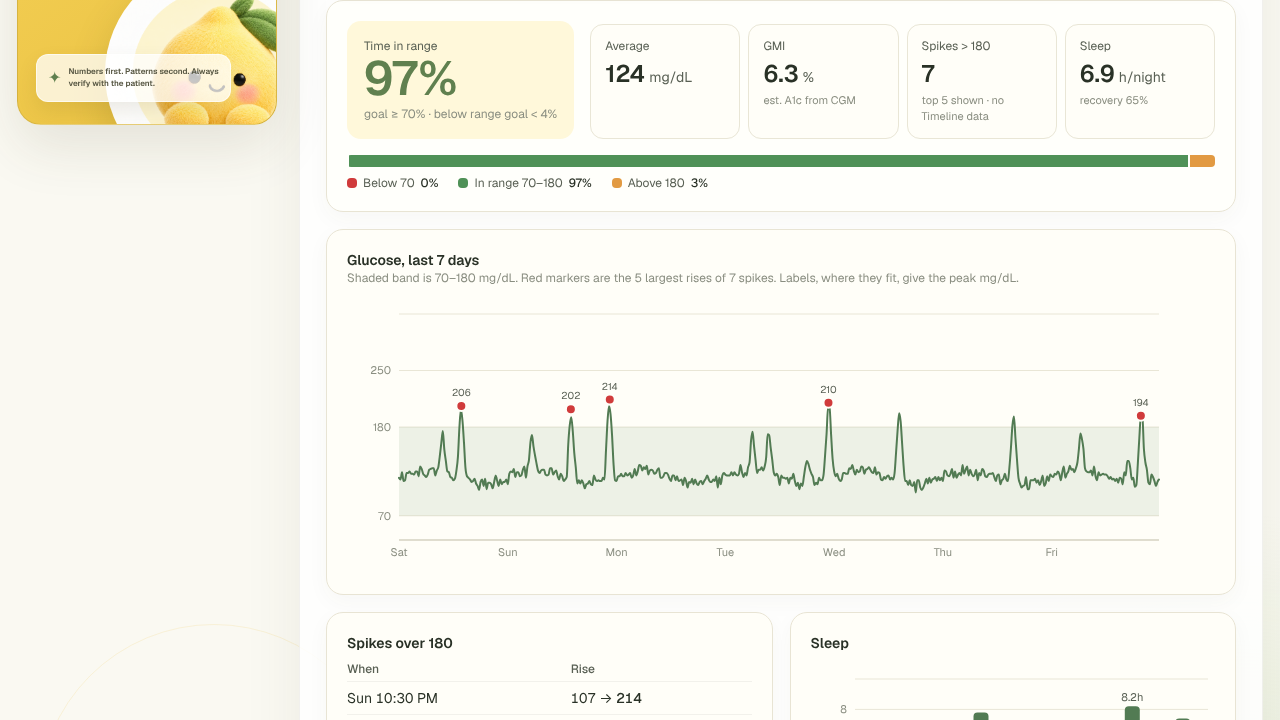 Numbers first. Patterns second. Always
verify with the patient.
Time in range
97%
goal ≥ 70% · below range goal < 4%
Average
124 mg/dL
GMI
6.3 %
est. A1c from CGM
Spikes > 180
7
top 5 shown · no
Timeline data
Sleep
6.9 h/night
recovery 65%
Below 70 0%
In range 70–180 97%
Above 180 3%
Glucose, last 7 days
Shaded band is 70–180 mg/dL. Red markers are the 5 largest rises of 7 spikes. Labels, where they fit, give the peak mg/dL.
250
180
70
206
202
214
210
194
Sat
Sun
Mon
Tue
Wed
Thu
Fri
Spikes over 180
When
Rise
Sun 10:30 PM
107 → 214
Sleep
8.2h
8